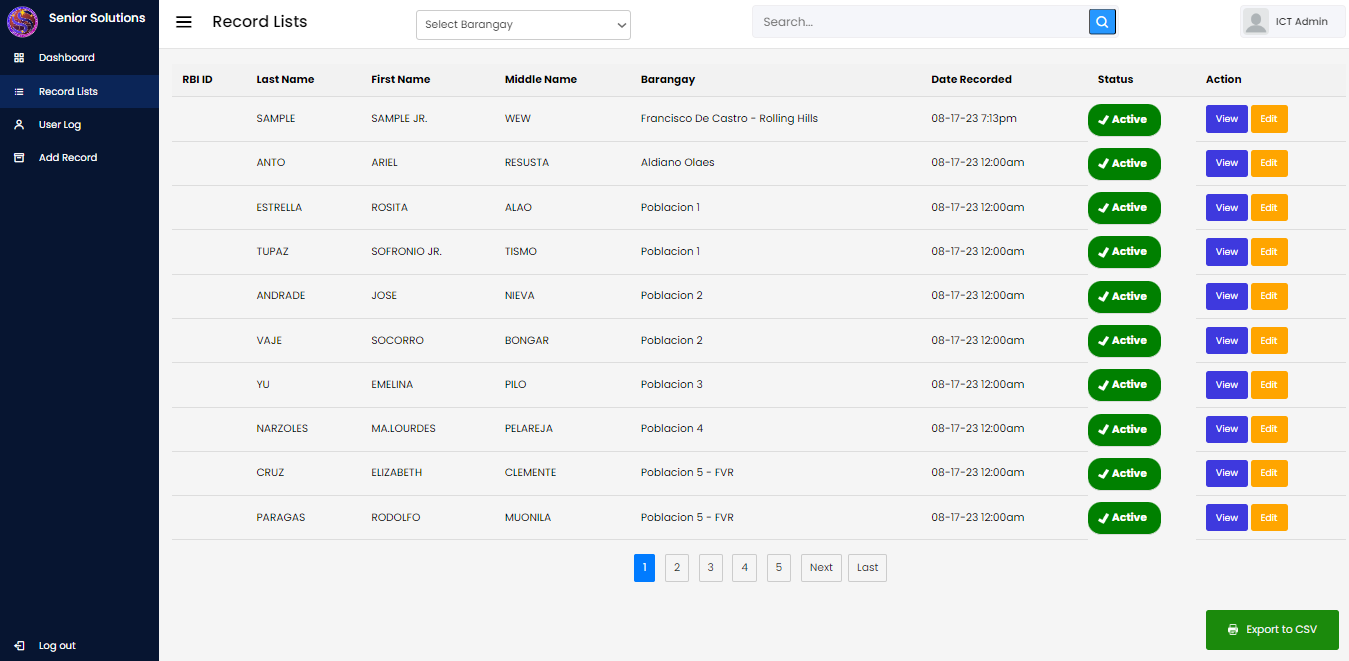 Senior Solutions
Record Lists
Select Barangay
Search...
ICT Admin
Dashboard
Record Lists
User Log
Add Record
RBI ID Last Name First Name Middle Name Barangay Date Recorded Status Action
SAMPLE SAMPLE JR. WEW Francisco De Castro - Rolling Hills 08-17-23 7:13pm Active View Edit
ANTO ARIEL RESUSTA Aldiano Olaes 08-17-23 12:00am Active View Edit
ESTRELLA ROSITA ALAO Poblacion 1 08-17-23 12:00am Active View Edit
TUPAZ SOFRONIO JR. TISMO Poblacion 1 08-17-23 12:00am Active View Edit
ANDRADE JOSE NIEVA Poblacion 2 08-17-23 12:00am Active View Edit
VAJE SOCORRO BONGAR Poblacion 2 08-17-23 12:00am Active View Edit
YU EMELINA PILO Poblacion 3 08-17-23 12:00am Active View Edit
NARZOLES MA.LOURDES PELAREJA Poblacion 4 08-17-23 12:00am Active View Edit
CRUZ ELIZABETH CLEMENTE Poblacion 5 - FVR 08-17-23 12:00am Active View Edit
PARAGAS RODOLFO MUONILA Poblacion 5 - FVR 08-17-23 12:00am Active View Edit
1 2 3 4 5 Next Last
Export to CSV
Log out